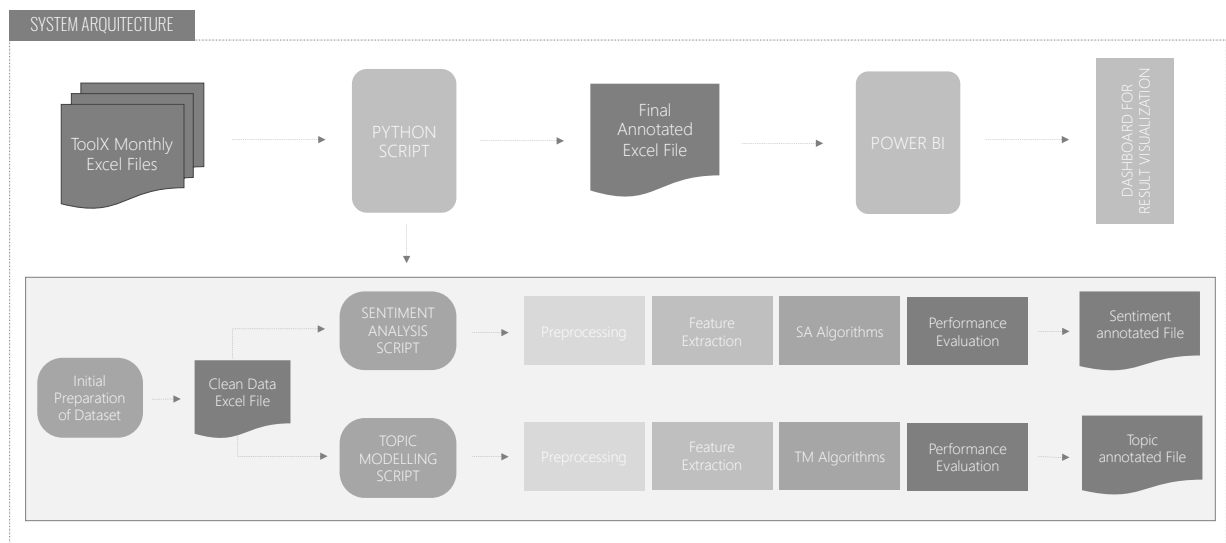 SYSTEM ARQUITECTURE
ToolX Monthly
Excel Files
PYTHON
SCRIPT
Final
Annotated
Excel File
POWER BI
DASHBOARD FOR
RESULT VISUALIZATION
Initial
Preparation
of Dataset
Clean Data
Excel File
SENTIMENT
ANALYSIS
SCRIPT
Preprocessing
Feature
Extraction
SA Algorithms
Performance
Evaluation
Sentiment
annotated File
TOPIC
MODELLING
SCRIPT
Preprocessing
Feature
Extraction
TM Algorithms
Performance
Evaluation
Topic
annotated File